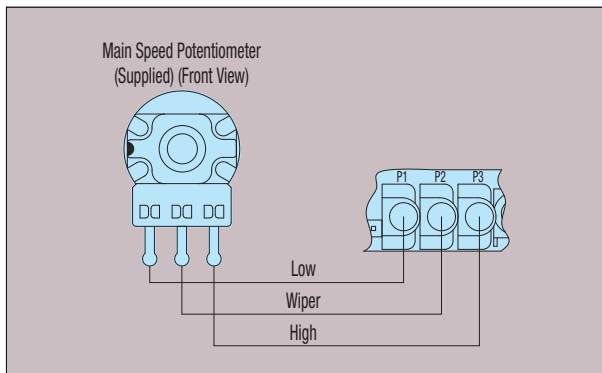 Main Speed Potentiometer
(Supplied) (Front View)
P1 P2 P3
Low
Wiper
High